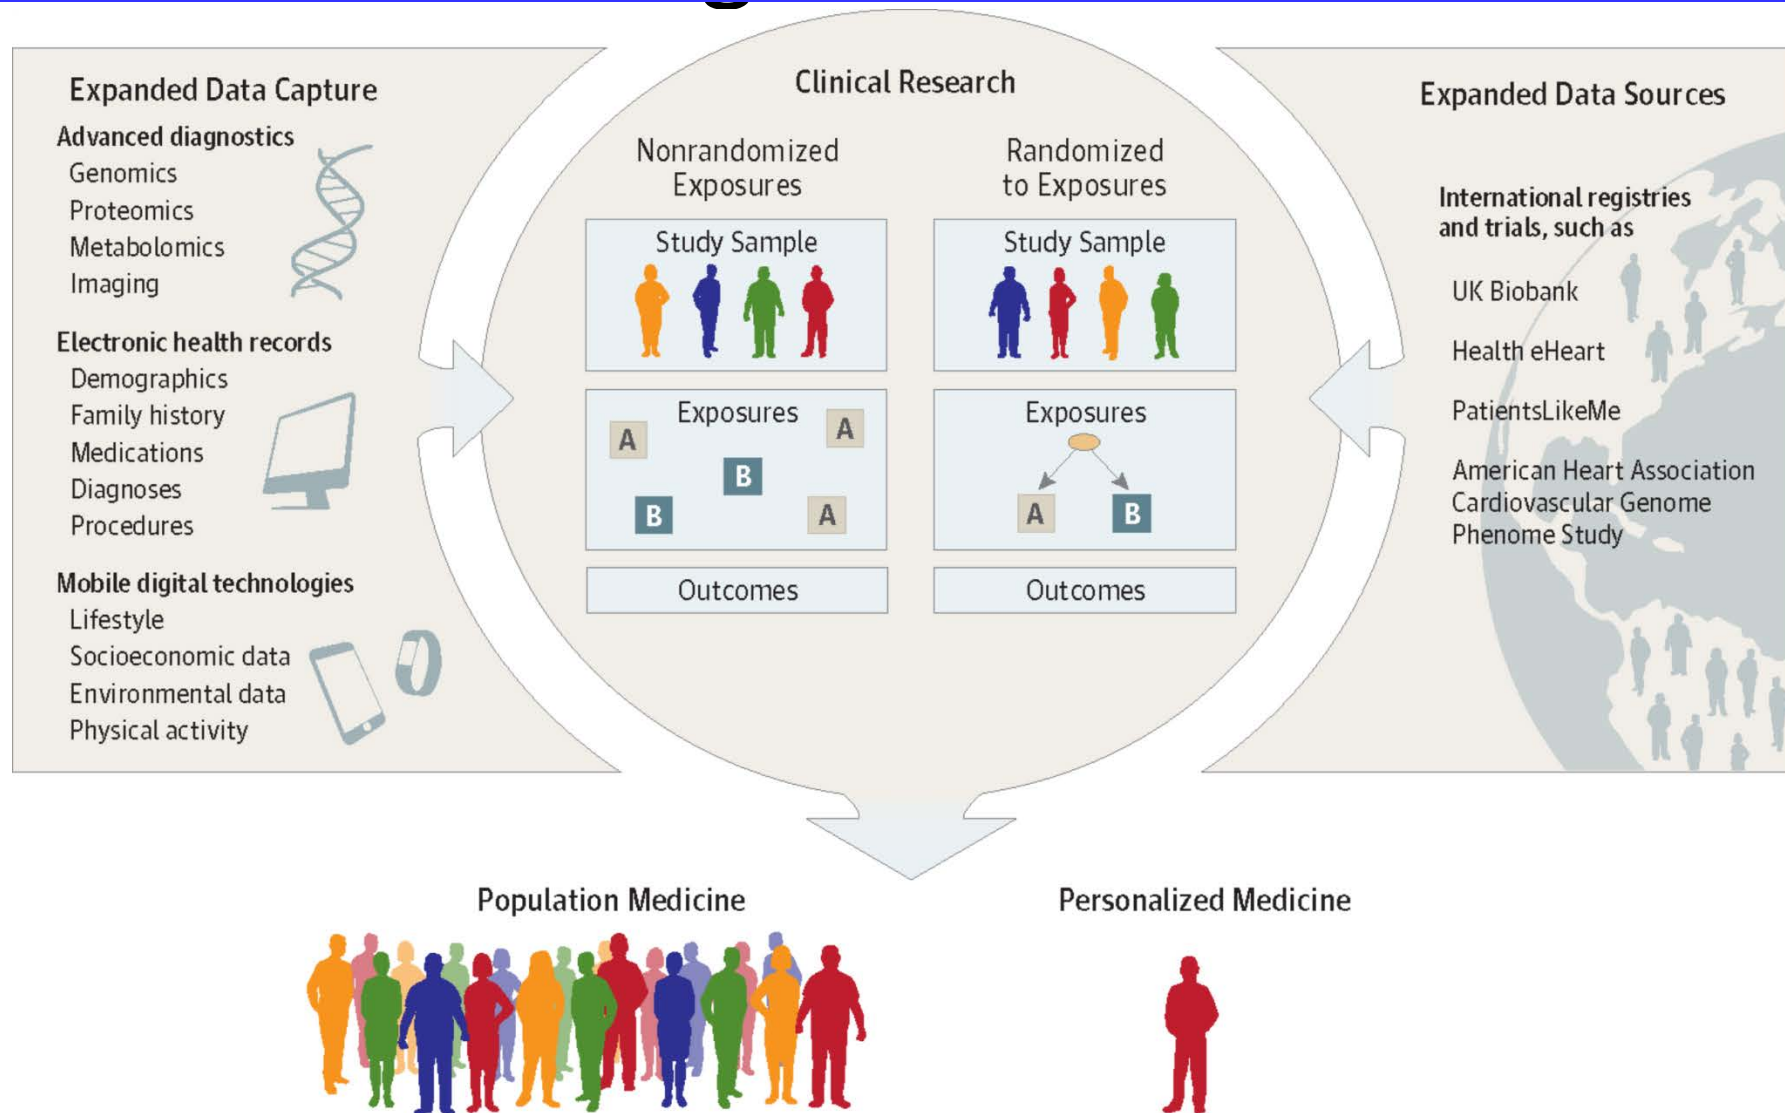 Expanded Data Capture
Advanced diagnostics
Genomics
Proteomics
Metabolomics
Imaging
Electronic health records
Demographics
Family history
Medications
Diagnoses
Procedures
Mobile digital technologies
Lifestyle
Socioeconomic data
Environmental data
Physical activity
Clinical Research
Nonrandomized
Exposures
Study Sample
Exposures
A
A
B
B
A
Outcomes
Randomized
to Exposures
Study Sample
Exposures
A
B
Outcomes
Expanded Data Sources
International registries
and trials, such as
UK Biobank
Health eHeart
PatientsLikeMe
American Heart Association
Cardiovascular Genome
Phenome Study
Population Medicine
Personalized Medicine